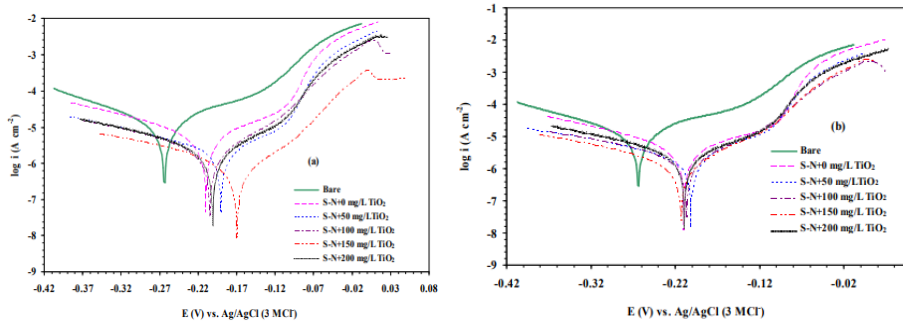 -2
-3
-4
-5
-6
-7
-8
-9
log i (A cm⁻²)
(a)
Bare
S-N+0 mg/L TiO₂
S-N+50 mg/LTiO₂
S-N+100 mg/L TiO₂
S-N+150 mg/L TiO₂
S-N+200 mg/L TiO₂
-0.42 -0.37 -0.32 -0.27 -0.22 -0.17 -0.12 -0.07 -0.02 0.03 0.08
E (V) vs. Ag/AgCl (3 MCl⁻)
-1
-2
-3
-4
-5
-6
-7
-8
-9
log i (A cm⁻²)
(b)
Bare
S-N+0 mg/L TiO₂
S-N+50 mg/LTiO₂
S-N+100 mg/L TiO₂
S-N+150 mg/L TiO₂
S-N+200 mg/L TiO₂
-0.42 -0.32 -0.22 -0.12 -0.02
E (V) vs. Ag/AgCl (3 MCl⁻)